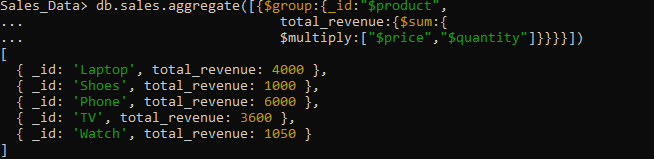 Sales_Data> db.sales.aggregate([{$group:{_id:"$product",
... total_revenue:{$sum:{
... $multiply:["$price","$quantity"]}}}}])
[
{ _id: 'Laptop', total_revenue: 4000 },
{ _id: 'Shoes', total_revenue: 1000 },
{ _id: 'Phone', total_revenue: 6000 },
{ _id: 'TV', total_revenue: 3600 },
{ _id: 'Watch', total_revenue: 1050 }
]